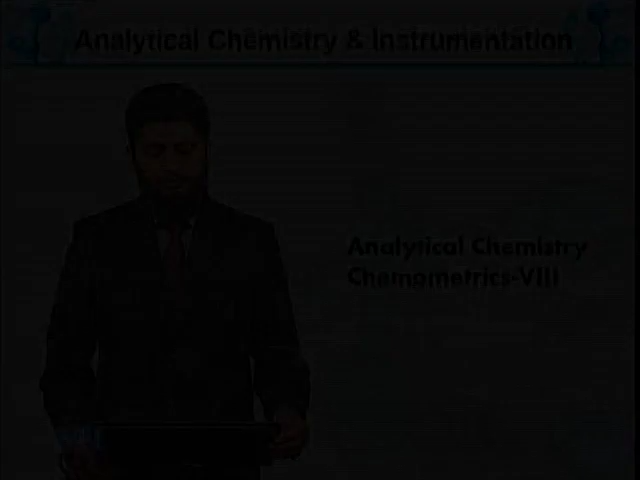 Analytical Chemistry & Instrumentation
Analytical Chemistry
Chemometrics-VIII